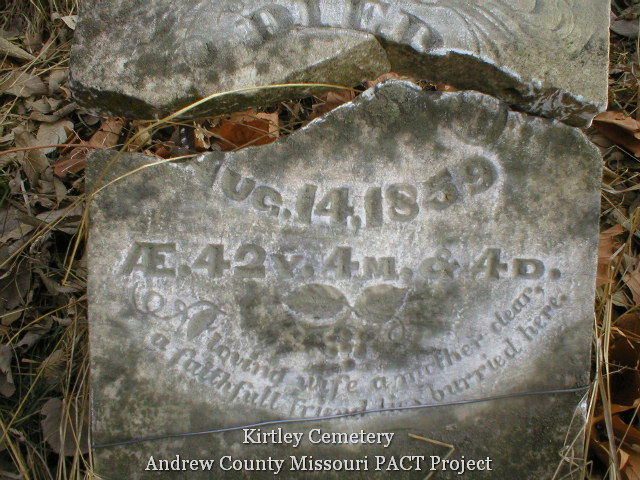 DIED
AUG. 14, 1859
Æ. 42 Y. 4 M. & 4 D.
A loving wife a mother dear,
a faithfull friend lies burried here.
Kirtley Cemetery
Andrew County Missouri PACT Project